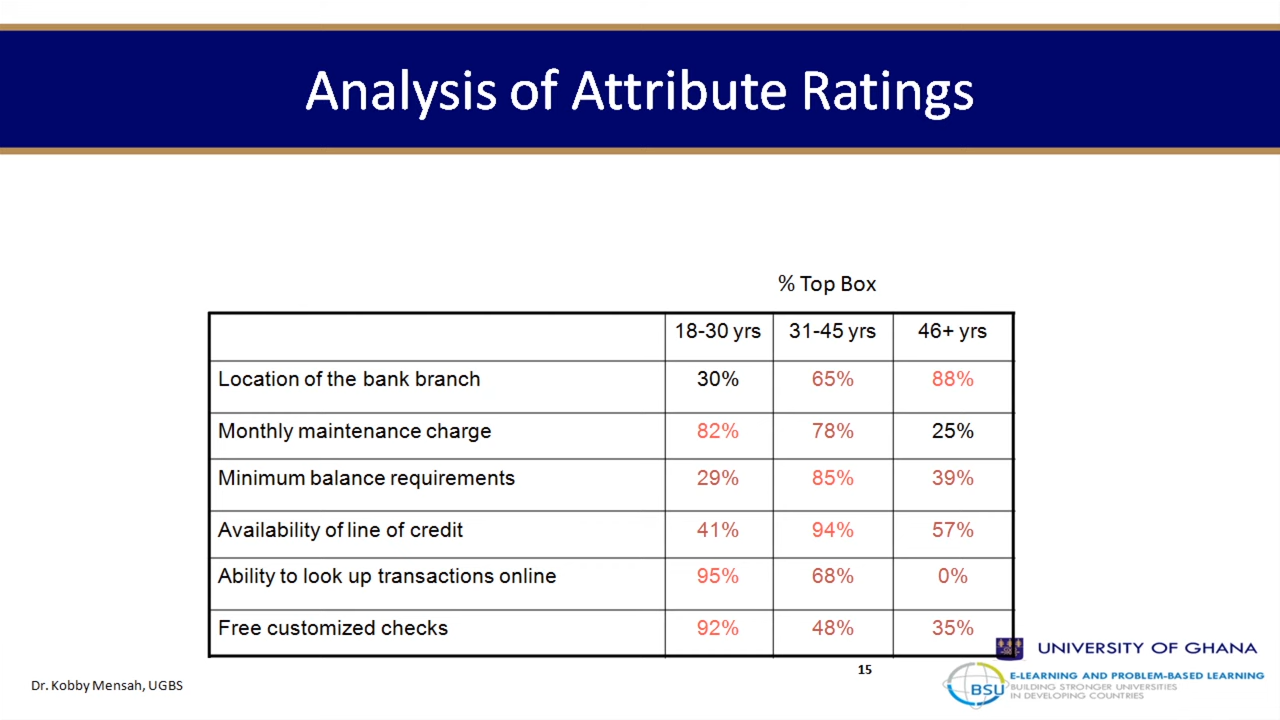 Analysis of Attribute Ratings
% Top Box
18-30 yrs 31-45 yrs 46+ yrs
Location of the bank branch 30% 65% 88%
Monthly maintenance charge 82% 78% 25%
Minimum balance requirements 29% 85% 39%
Availability of line of credit 41% 94% 57%
Ability to look up transactions online 95% 68% 0%
Free customized checks 92% 48% 35%
UNIVERSITY OF GHANA
15
Dr. Kobby Mensah, UGBS
BSU
E-LEARNING AND PROBLEM-BASED LEARNING
BUILDING STRONGER UNIVERSITIES
IN DEVELOPING COUNTRIES